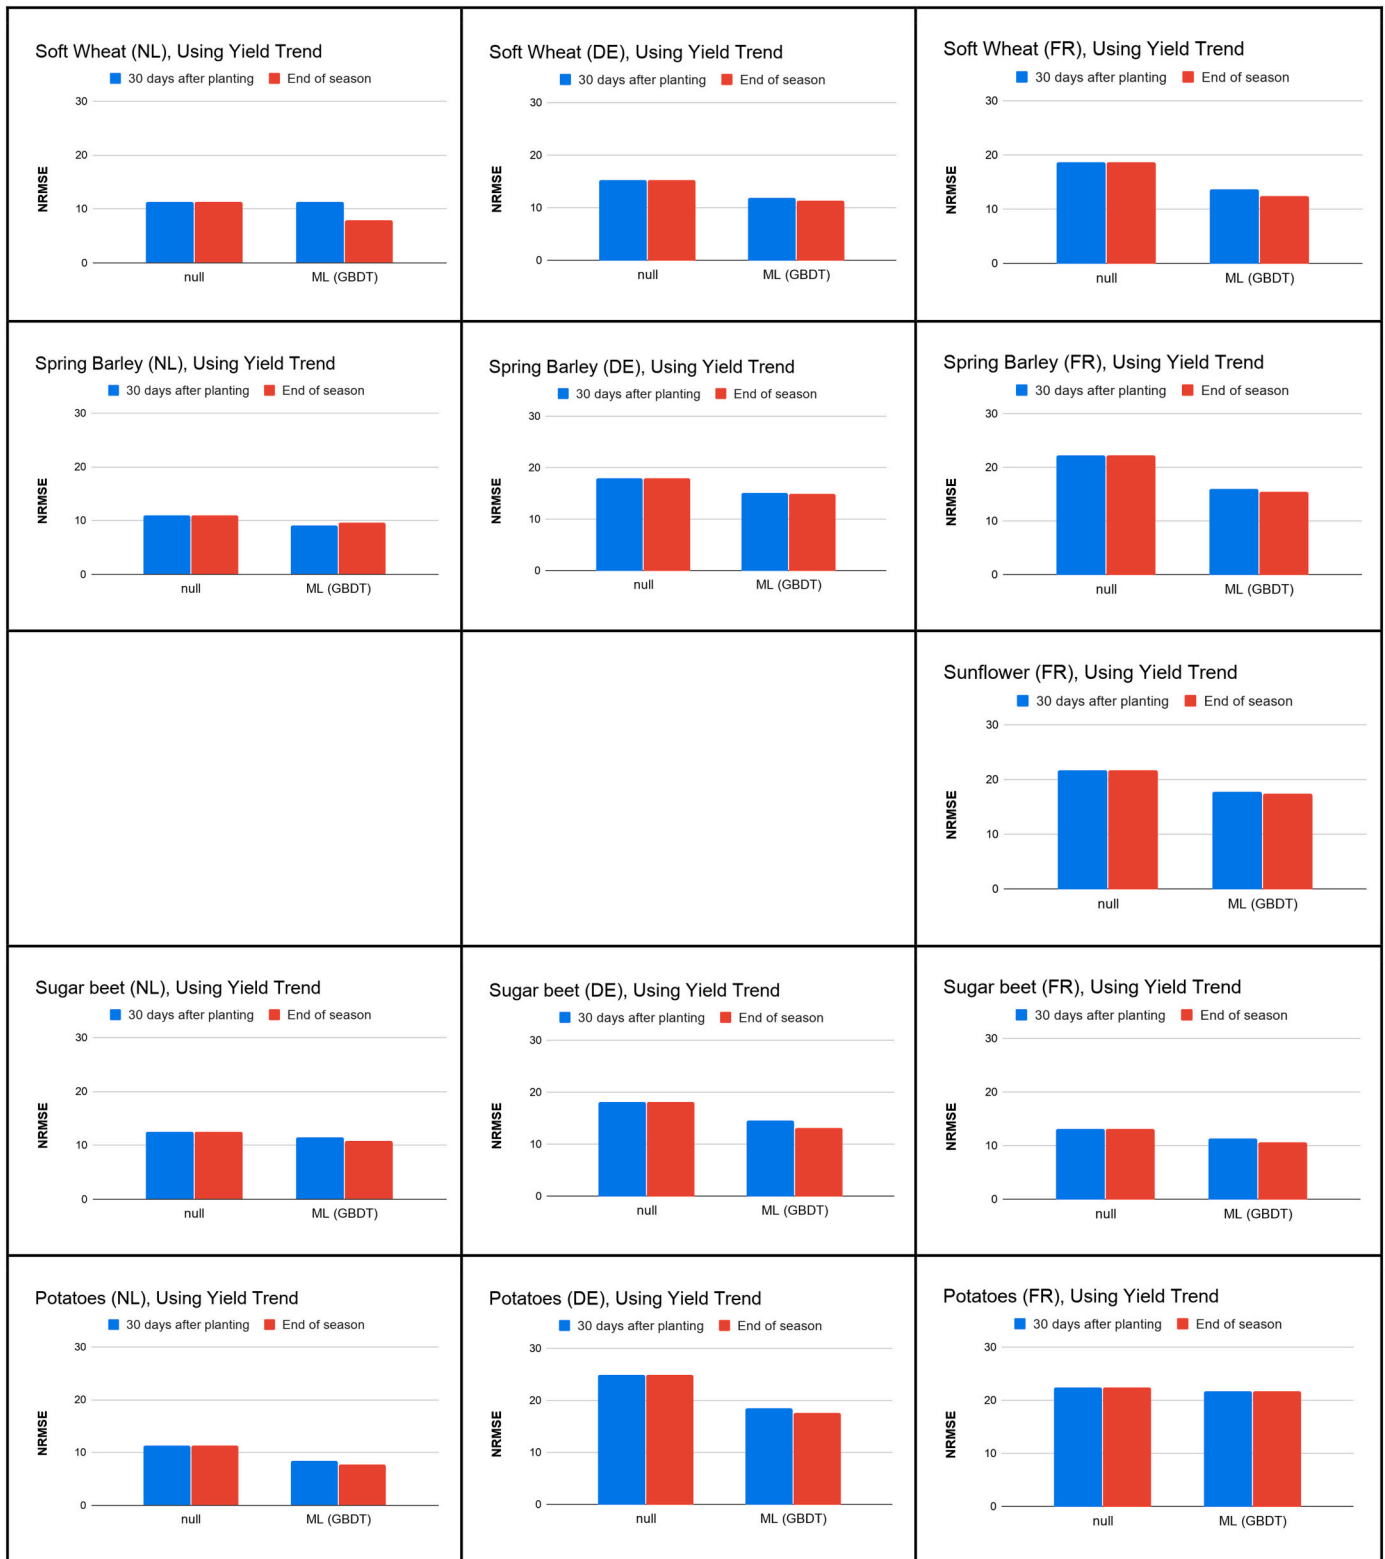 Soft Wheat (NL), Using Yield Trend
30 days after planting End of season
30
20
10
0
NRMSE
null ML (GBDT)
Soft Wheat (DE), Using Yield Trend
30 days after planting End of season
30
20
10
0
NRMSE
null ML (GBDT)
Soft Wheat (FR), Using Yield Trend
30 days after planting End of season
30
20
10
0
NRMSE
null ML (GBDT)
Spring Barley (NL), Using Yield Trend
30 days after planting End of season
30
20
10
0
NRMSE
null ML (GBDT)
Spring Barley (DE), Using Yield Trend
30 days after planting End of season
30
20
10
0
NRMSE
null ML (GBDT)
Spring Barley (FR), Using Yield Trend
30 days after planting End of season
30
20
10
0
NRMSE
null ML (GBDT)
Sunflower (FR), Using Yield Trend
30 days after planting End of season
30
20
10
0
NRMSE
null ML (GBDT)
Sugar beet (NL), Using Yield Trend
30 days after planting End of season
30
20
10
0
NRMSE
null ML (GBDT)
Sugar beet (DE), Using Yield Trend
30 days after planting End of season
30
20
10
0
NRMSE
null ML (GBDT)
Sugar beet (FR), Using Yield Trend
30 days after planting End of season
30
20
10
0
NRMSE
null ML (GBDT)
Potatoes (NL), Using Yield Trend
30 days after planting End of season
30
20
10
0
NRMSE
null ML (GBDT)
Potatoes (DE), Using Yield Trend
30 days after planting End of season
30
20
10
0
NRMSE
null ML (GBDT)
Potatoes (FR), Using Yield Trend
30 days after planting End of season
30
20
10
0
NRMSE
null ML (GBDT)